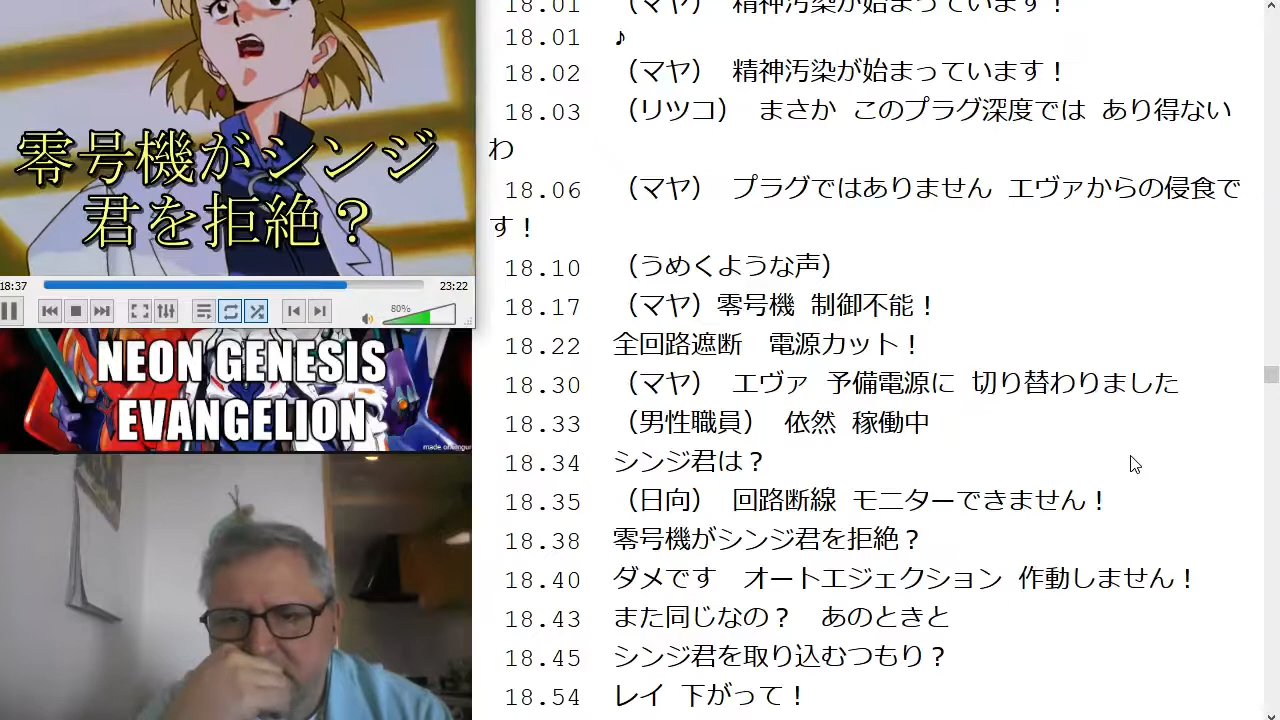 零号機がシンジ
君を拒絶？
18:37
23:22
80%
NEON GENESIS
EVANGELION
18.01 （マヤ） 精神汚染が始まっています！
18.01 ♪
18.02 （マヤ） 精神汚染が始まっています！
18.03 （リツコ） まさか このプラグ深度では あり得ない
わ
18.06 （マヤ） プラグではありません エヴァからの侵食で
す！
18.10 （うめくような声）
18.17 （マヤ）零号機 制御不能！
18.22 全回路遮断　電源カット！
18.30 （マヤ） エヴァ 予備電源に 切り替わりました
18.33 （男性職員） 依然 稼働中
18.34 シンジ君は？
18.35 （日向） 回路断線 モニターできません！
18.38 零号機がシンジ君を拒絶？
18.40 ダメです　オートエジェクション 作動しません！
18.43 また同じなの？　あのときと
18.45 シンジ君を取り込むつもり？
18.54 レイ 下がって！